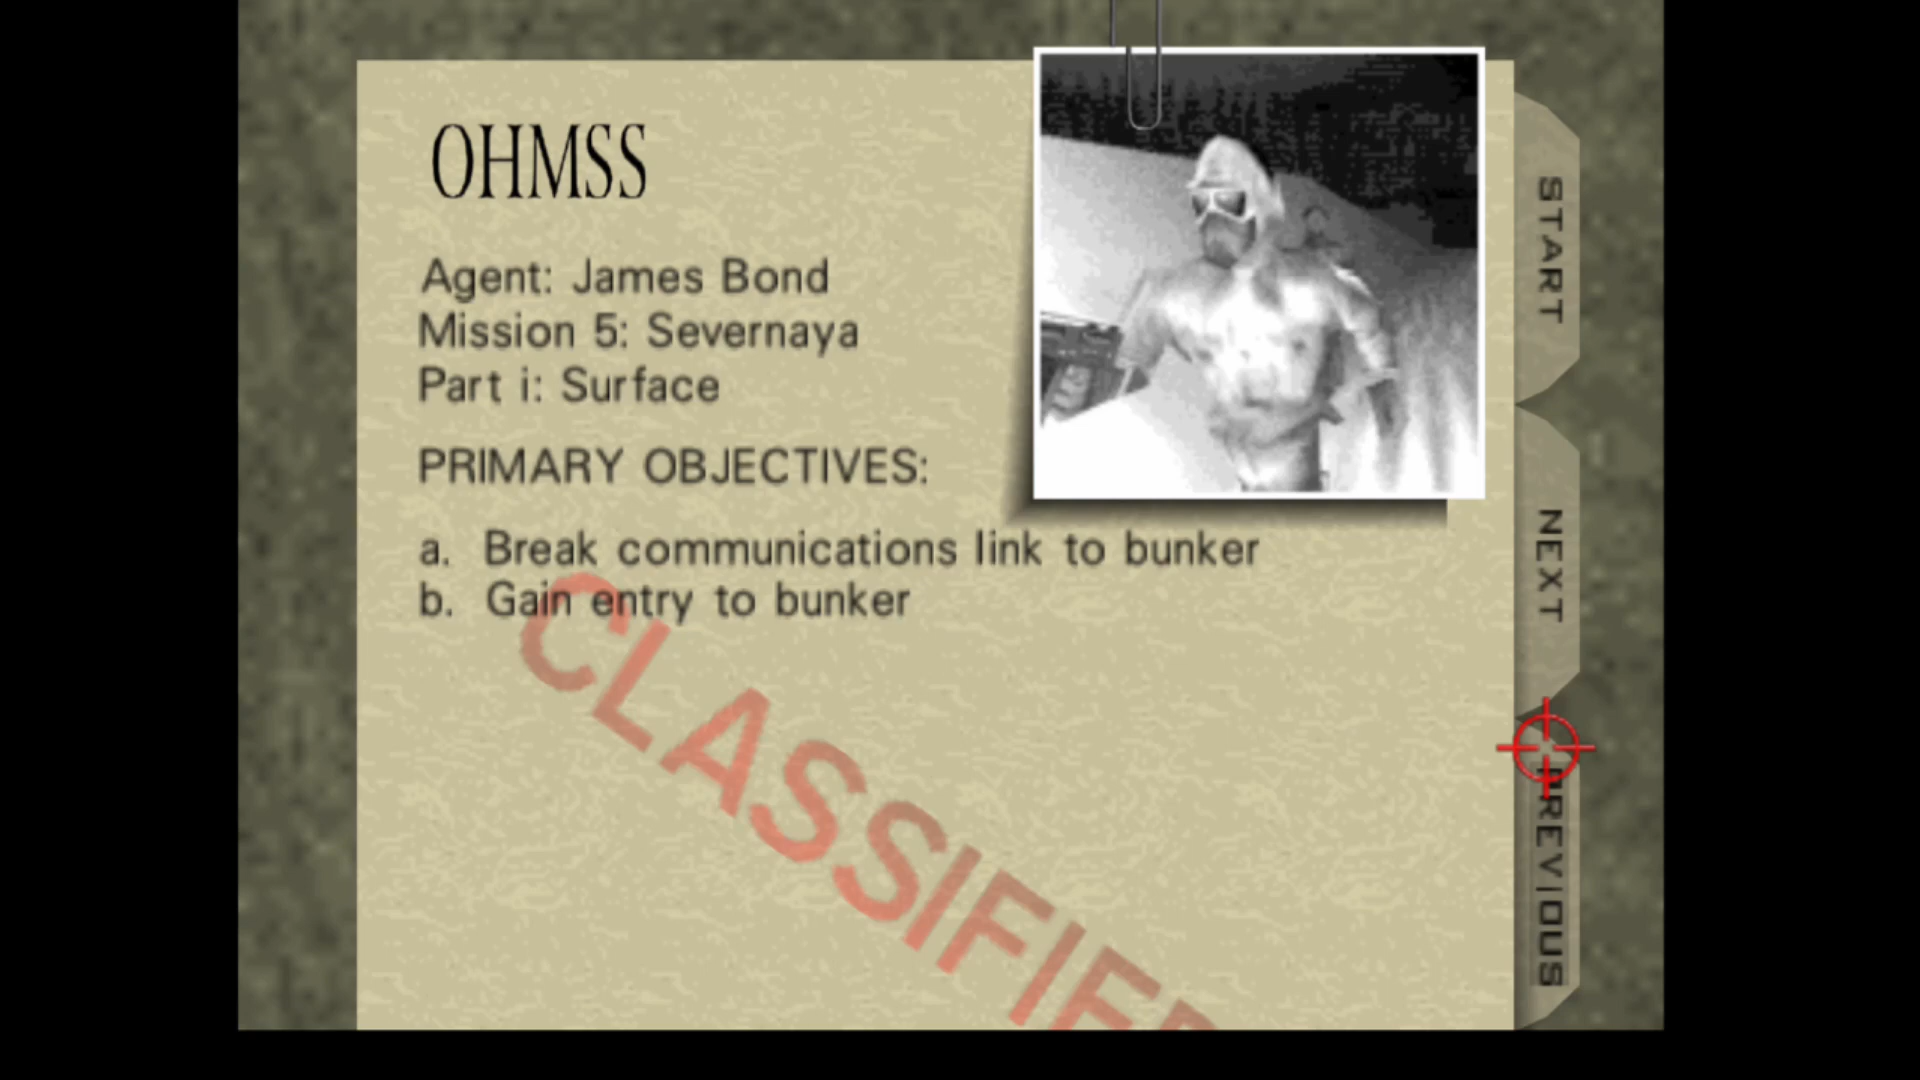 OHMSS
Agent: James Bond
Mission 5: Severnaya
Part i: Surface
PRIMARY OBJECTIVES:
a. Break communications link to bunker
b. Gain entry to bunker
CLASSIFIED
START
NEXT
PREVIOUS